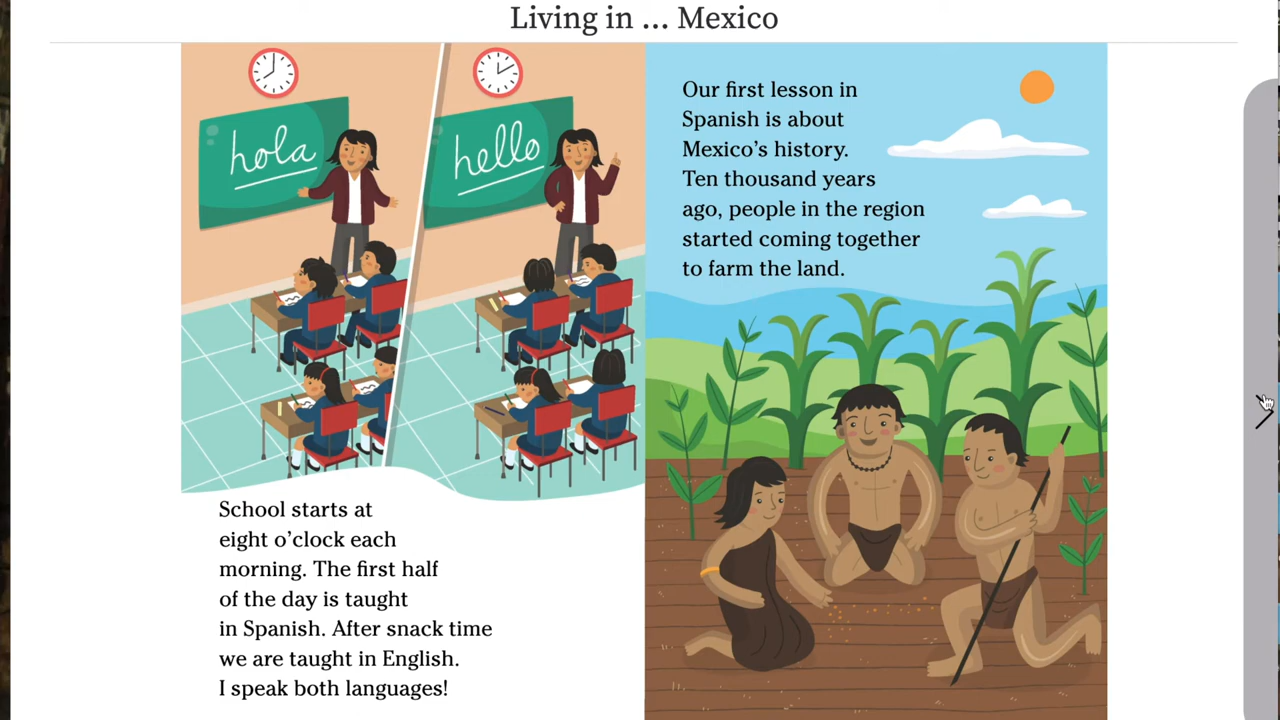 Living in ... Mexico
hola
hello
School starts at
eight o’clock each
morning. The first half
of the day is taught
in Spanish. After snack time
we are taught in English.
I speak both languages!
Our first lesson in
Spanish is about
Mexico’s history.
Ten thousand years
ago, people in the region
started coming together
to farm the land.